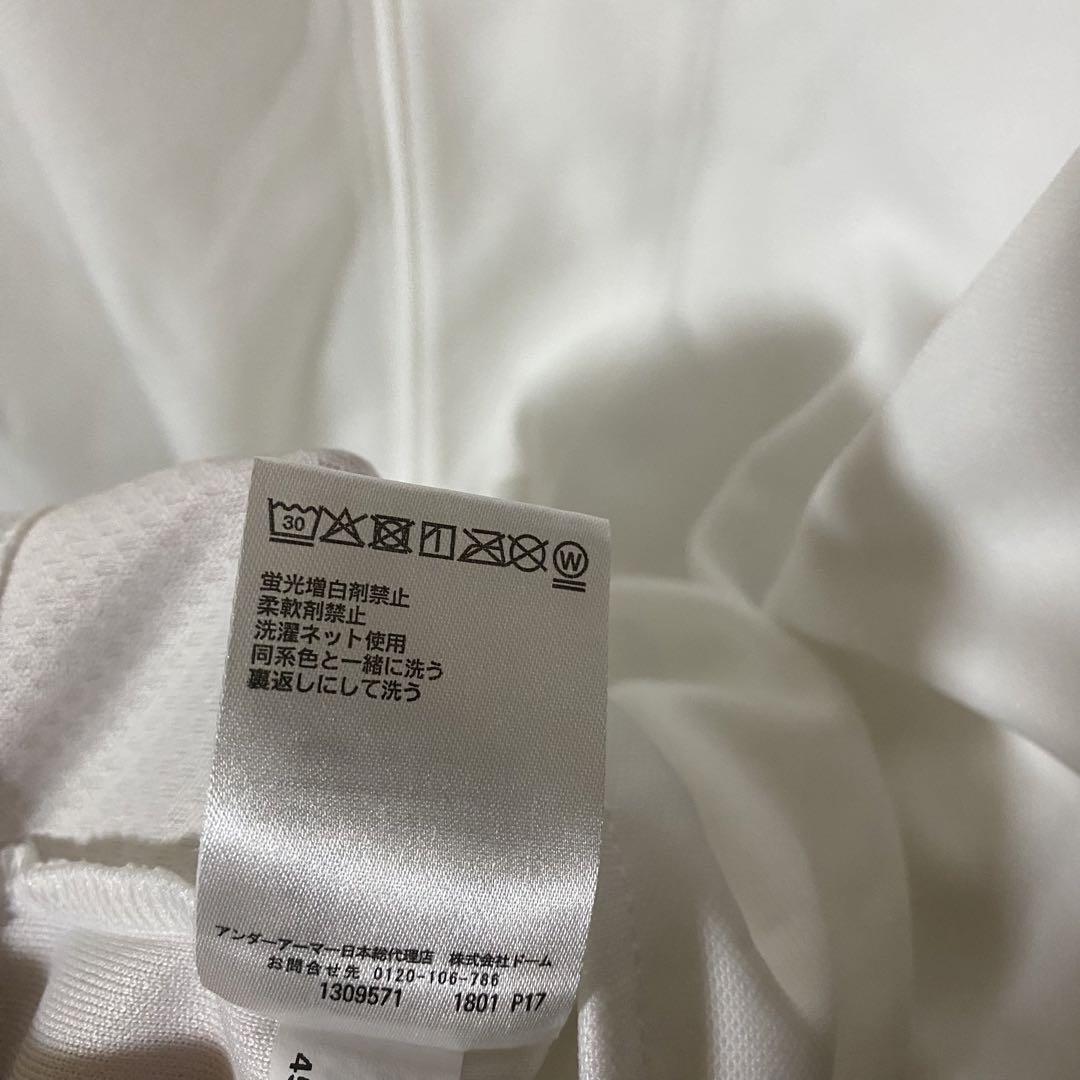 30
W
蛍光増白剤禁止
柔軟剤禁止
洗濯ネット使用
同系色と一緒に洗う
裏返しにして洗う
アンダーアーマー日本総代理店 株式会社ドーム
お問合せ先 0120-106-786
1309571 1801 P17